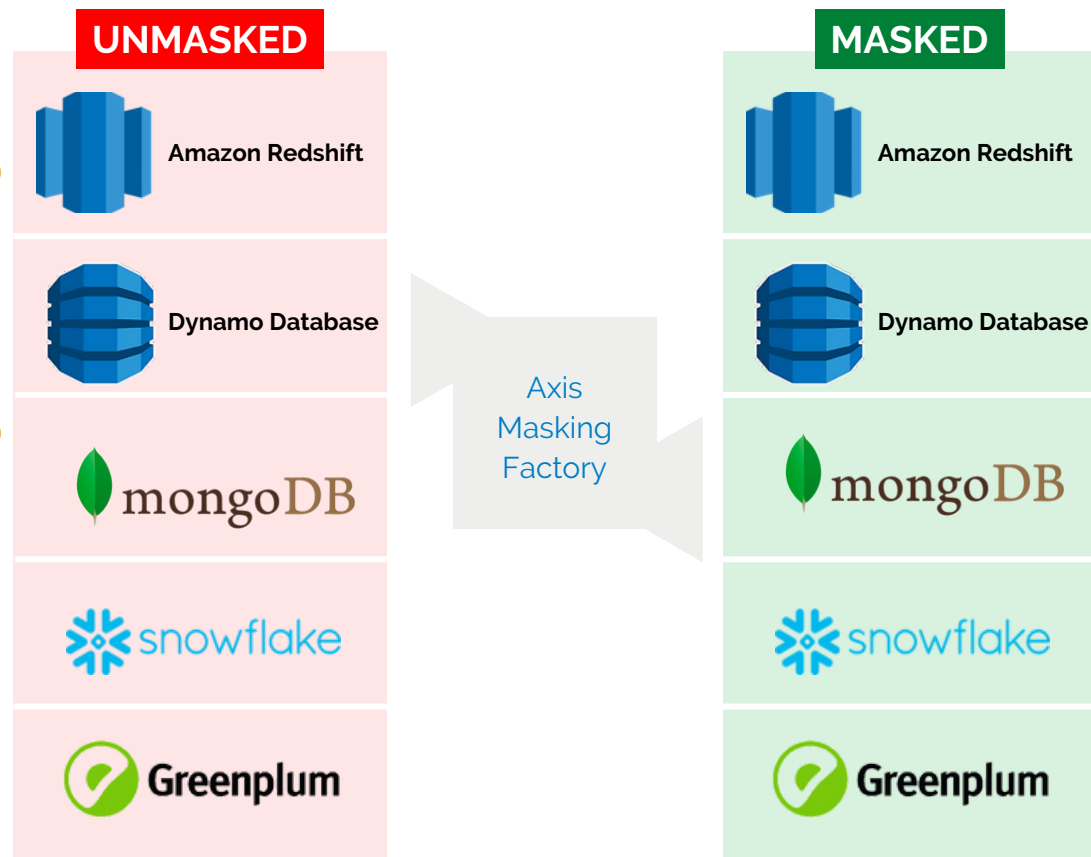 UNMASKED
Amazon Redshift
Dynamo Database
mongoDB
snowflake
Greenplum
Axis
Masking
Factory
MASKED
Amazon Redshift
Dynamo Database
mongoDB
snowflake
Greenplum